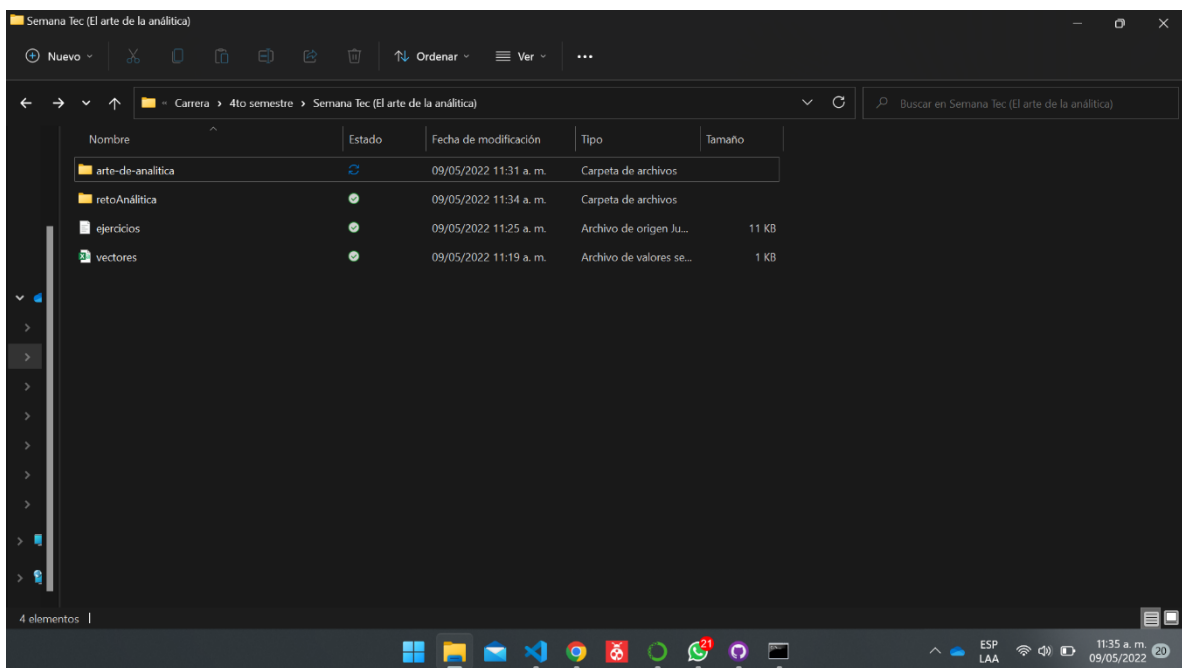 Semana Tec (El arte de la análitica)
Nuevo Ordenar Ver
Carrera › 4to semestre › Semana Tec (El arte de la análitica) Buscar en Semana Tec (El arte de la análitica)
Nombre Estado Fecha de modificación Tipo Tamaño
arte-de-analitica 09/05/2022 11:31 a. m. Carpeta de archivos
retoAnálitica 09/05/2022 11:34 a. m. Carpeta de archivos
ejercicios 09/05/2022 11:25 a. m. Archivo de origen Ju... 11 KB
vectores 09/05/2022 11:19 a. m. Archivo de valores se... 1 KB
4 elementos
21
ESP 11:35 a. m.
LAA 09/05/2022 20